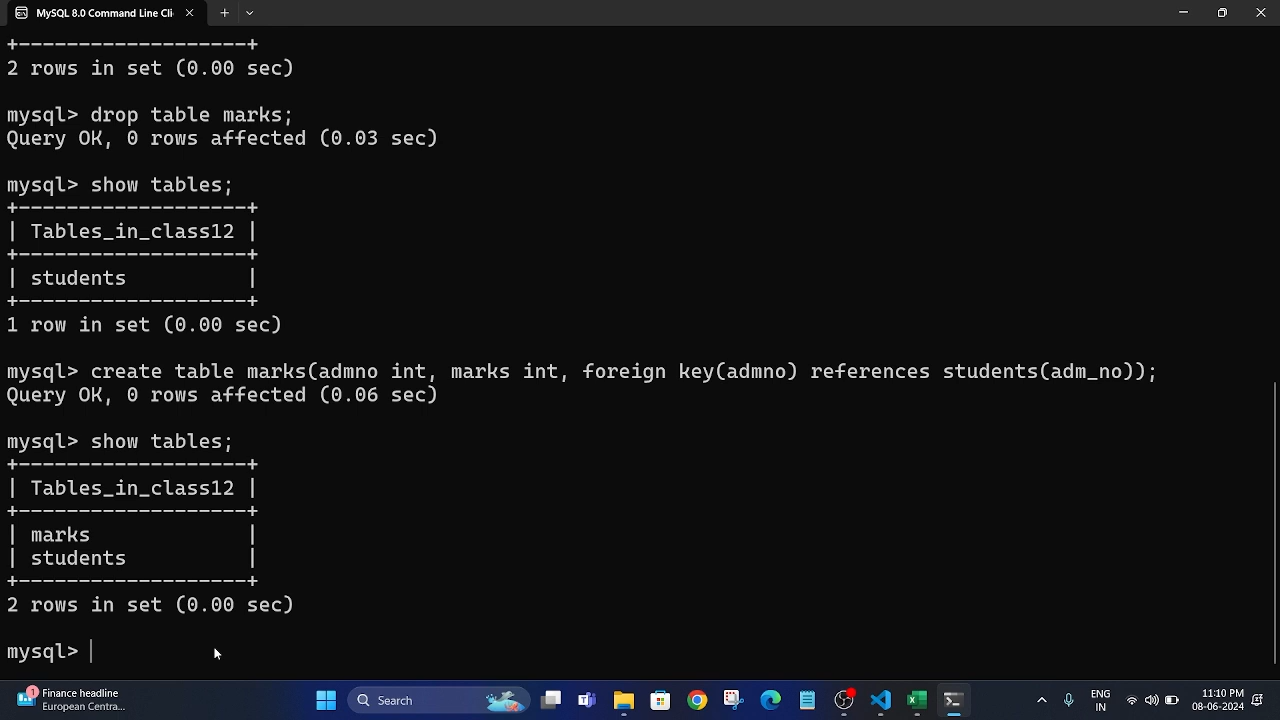 MySQL 8.0 Command Line Cli
+------------------+
2 rows in set (0.00 sec)
mysql> drop table marks;
Query OK, 0 rows affected (0.03 sec)
mysql> show tables;
+------------------+
| Tables_in_class12 |
+------------------+
| students |
+------------------+
1 row in set (0.00 sec)
mysql> create table marks(admno int, marks int, foreign key(admno) references students(adm_no));
Query OK, 0 rows affected (0.06 sec)
mysql> show tables;
+------------------+
| Tables_in_class12 |
+------------------+
| marks |
| students |
+------------------+
2 rows in set (0.00 sec)
mysql>
1
Finance headline
European Centra...
Search
ENG
IN
11:10 PM
08-06-2024